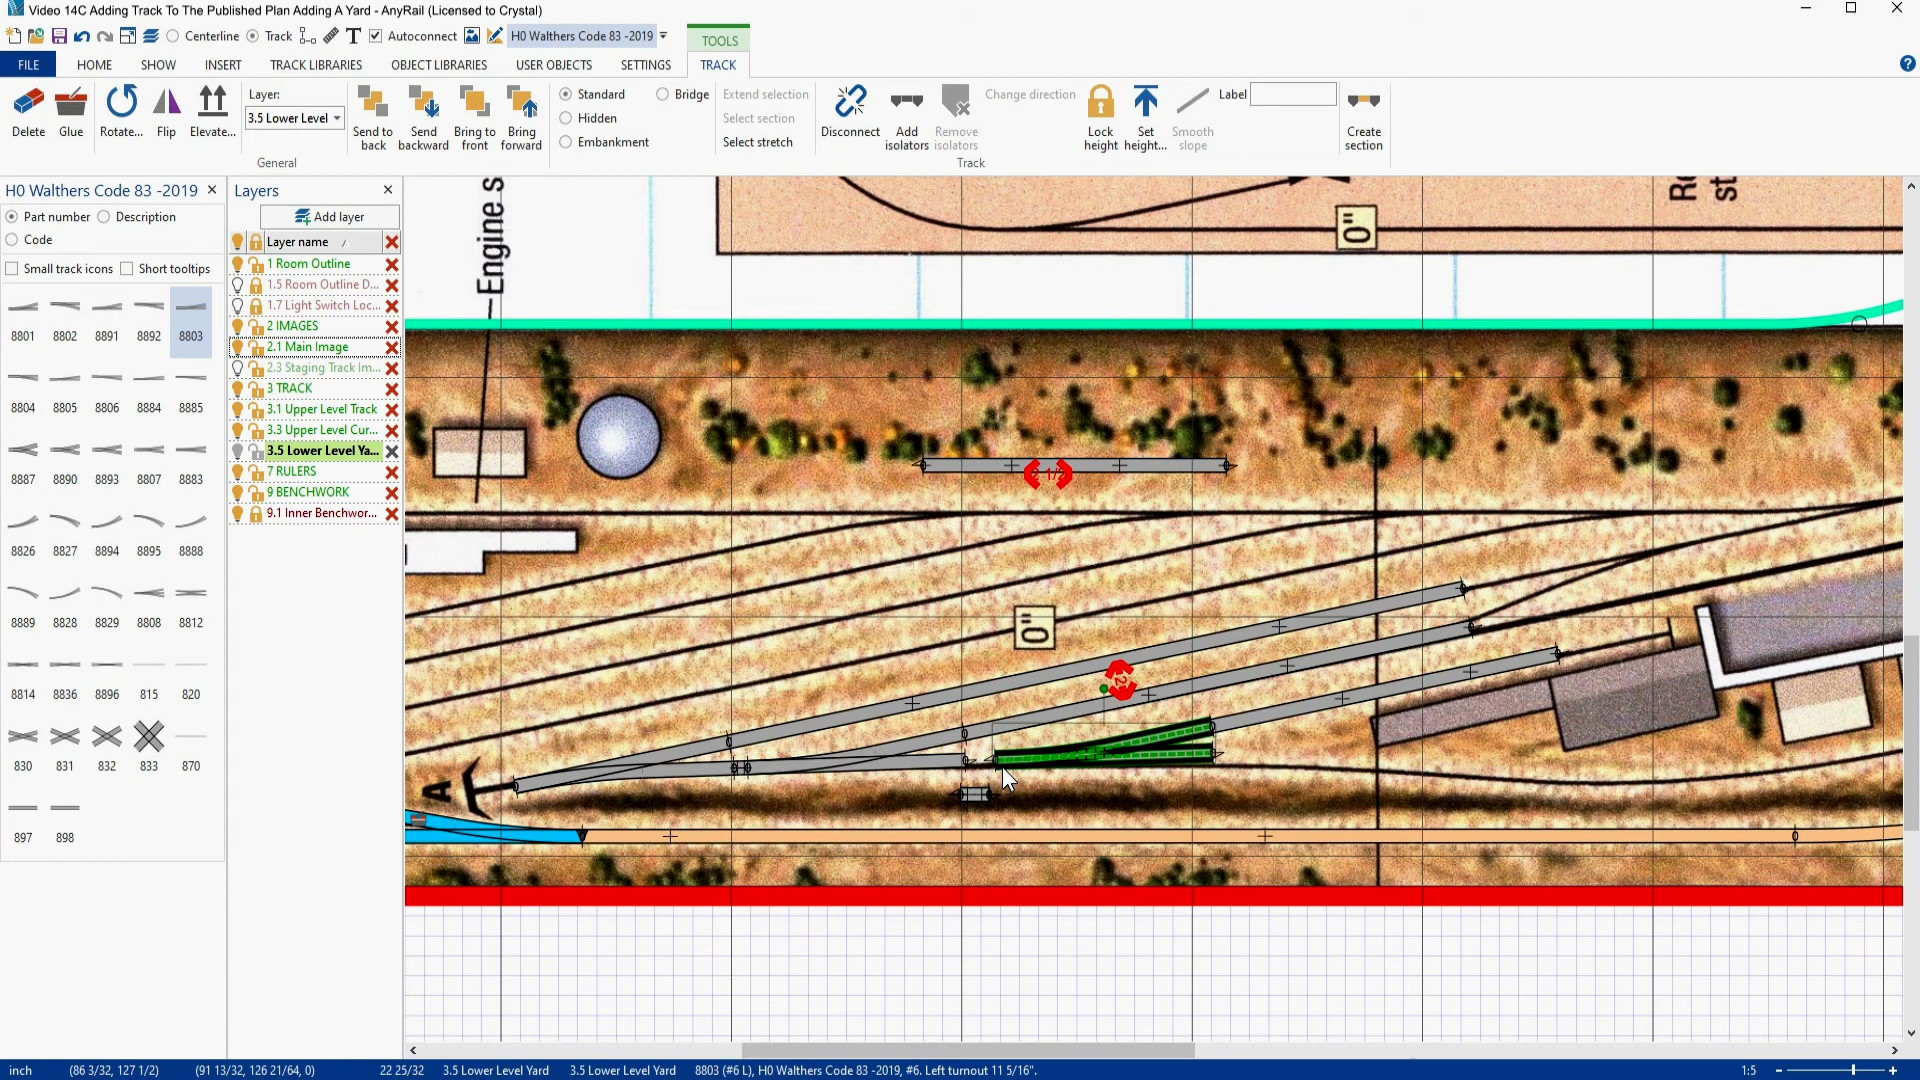 Video 14C Adding Track To The Published Plan Adding A Yard - AnyRail (Licensed to Crystal)
Centerline Track Autoconnect H0 Walthers Code 83 -2019 TOOLS
FILE HOME SHOW INSERT TRACK LIBRARIES OBJECT LIBRARIES USER OBJECTS SETTINGS TRACK
Layer: Standard Bridge Extend selection Change direction Label
3.5 Lower Level Hidden Select section
Delete Glue Rotate... Flip Elevate... Send to back Send backward Bring to front Bring forward Embankment Select stretch Disconnect Add isolators Remove isolators Lock height Set height... Smooth slope Create section
General Track
H0 Walthers Code 83 -2019
Part number Description
Code
Small track icons Short tooltips
8801 8802 8891 8892 8803
8804 8805 8806 8884 8885
8887 8890 8893 8807 8883
8826 8827 8894 8895 8888
8889 8828 8829 8808 8812
8814 8836 8896 815 820
830 831 832 833 870
897 898
Layers
Add layer
Layer name
1 Room Outline
1.5 Room Outline D...
1.7 Light Switch Loc...
2 IMAGES
2.1 Main Image
2.3 Staging Track Im...
3 TRACK
3.1 Upper Level Track
3.3 Upper Level Cur...
3.5 Lower Level Ya...
7 RULERS
9 BENCHWORK
9.1 Inner Benchwor...
Engine s
0"
Re
st
0"
A
inch (86 3/32, 127 1/2) (91 13/32, 126 21/64, 0) 22 25/32 3.5 Lower Level Yard 3.5 Lower Level Yard 8803 (#6 L), H0 Walthers Code 83 -2019, #6. Left turnout 11 5/16". 1:5